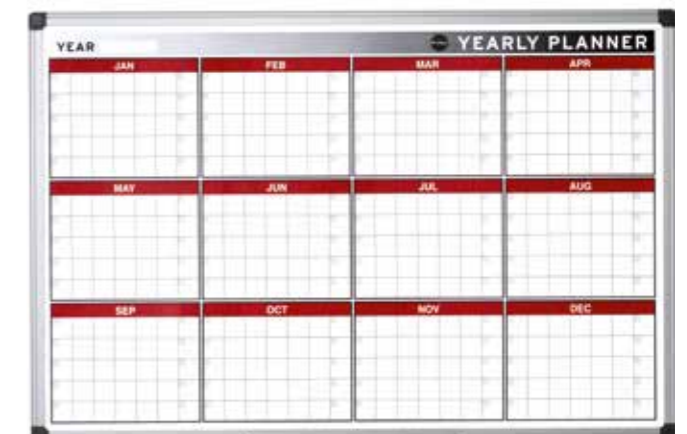 YEAR
YEARLY PLANNER
JAN FEB MAR APR
MAY JUN JUL AUG
SEP OCT NOV DEC